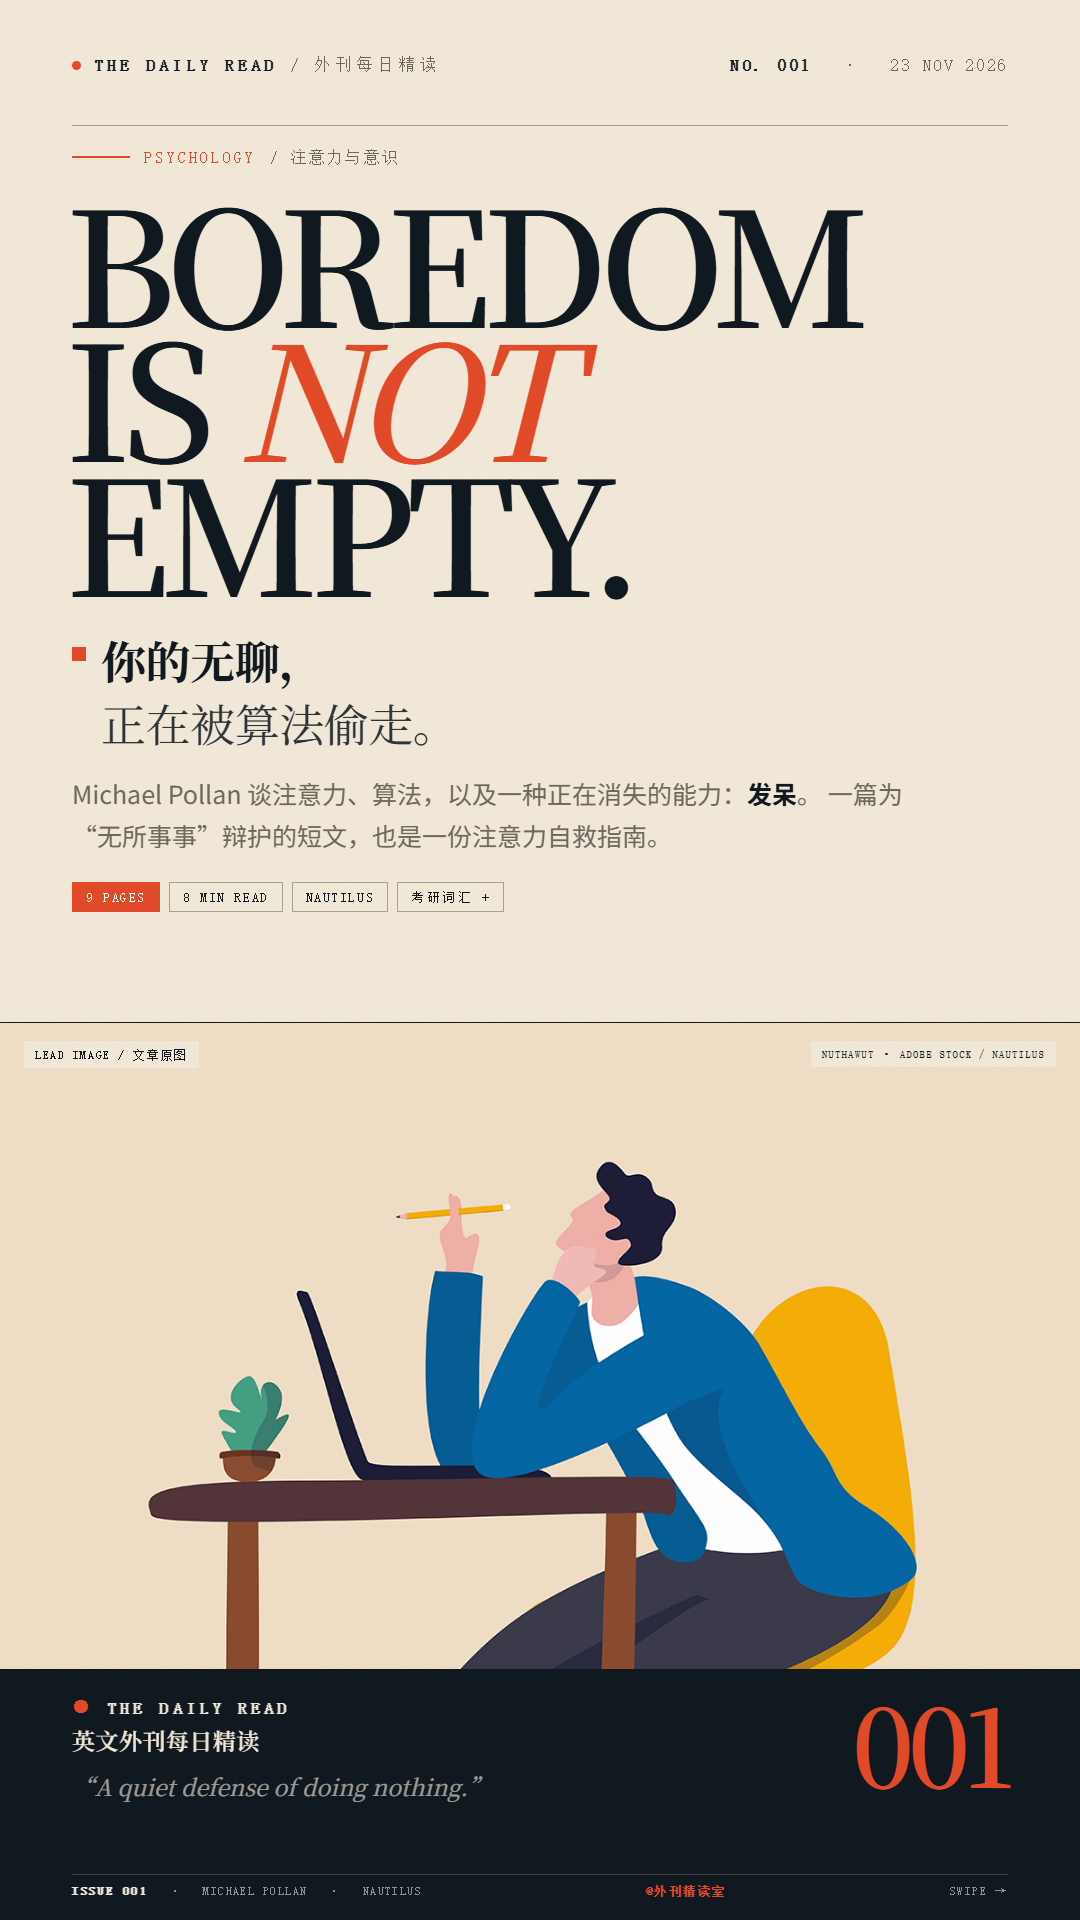 THE DAILY READ / 外刊每日精读
NO. 001 · 23 NOV 2026
PSYCHOLOGY / 注意力与意识
BOREDOM
IS NOT
EMPTY.
你的无聊,
正在被算法偷走。
Michael Pollan 谈注意力、算法，以及一种正在消失的能力：发呆。 一篇为
“无所事事”辩护的短文，也是一份注意力自救指南。
9 PAGES
8 MIN READ
NAUTILUS
考研词汇 +
LEAD IMAGE / 文章原图
NUTHAWUT · ADOBE STOCK / NAUTILUS
THE DAILY READ
英文外刊每日精读
“A quiet defense of doing nothing.”
001
ISSUE 001 · MICHAEL POLLAN · NAUTILUS
@外刊精读室
SWIPE →